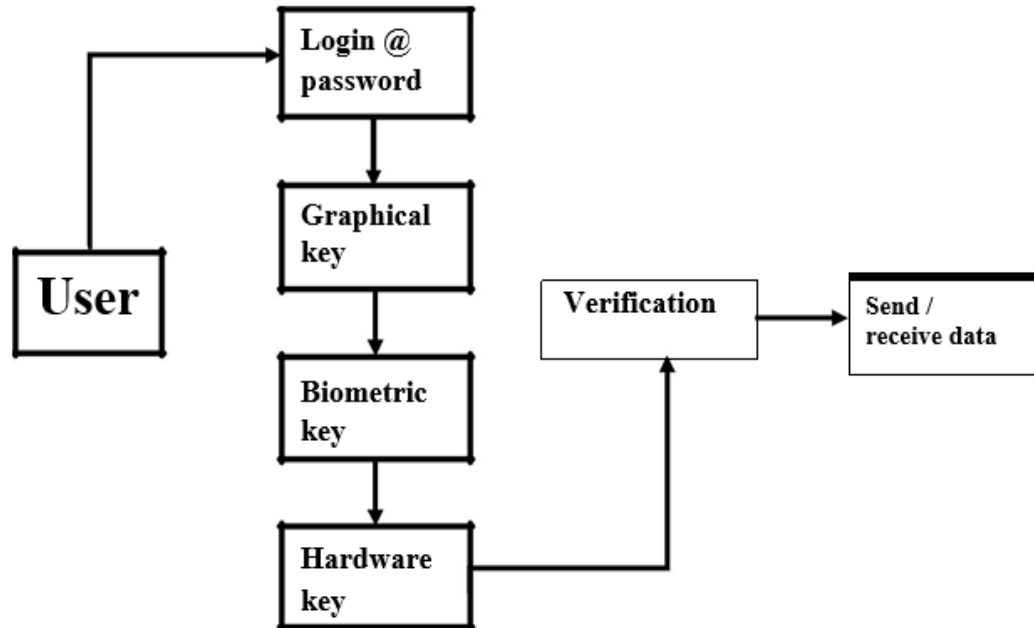 Login @
password
Graphical
key
User
Biometric
key
Hardware
key
Verification
Send /
receive data